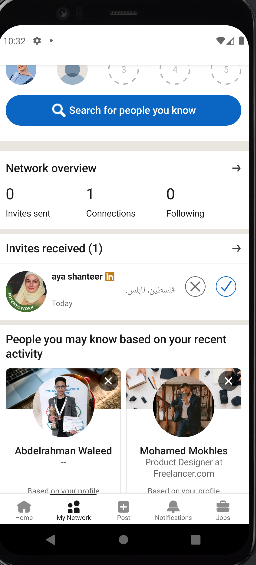 10:32
3 4 5
Search for people you know
Network overview
0 1 0
Invites sent Connections Following
Invites received (1)
aya shanteer in
فلسطين، نابلس.
Today
People you may know based on your recent
activity
Abdelrahman Waleed
--
Based on your profile
Mohamed Mokhles
Product Designer at
Freelancer.com
Based on your profile
Home My Network Post Notifications Jobs